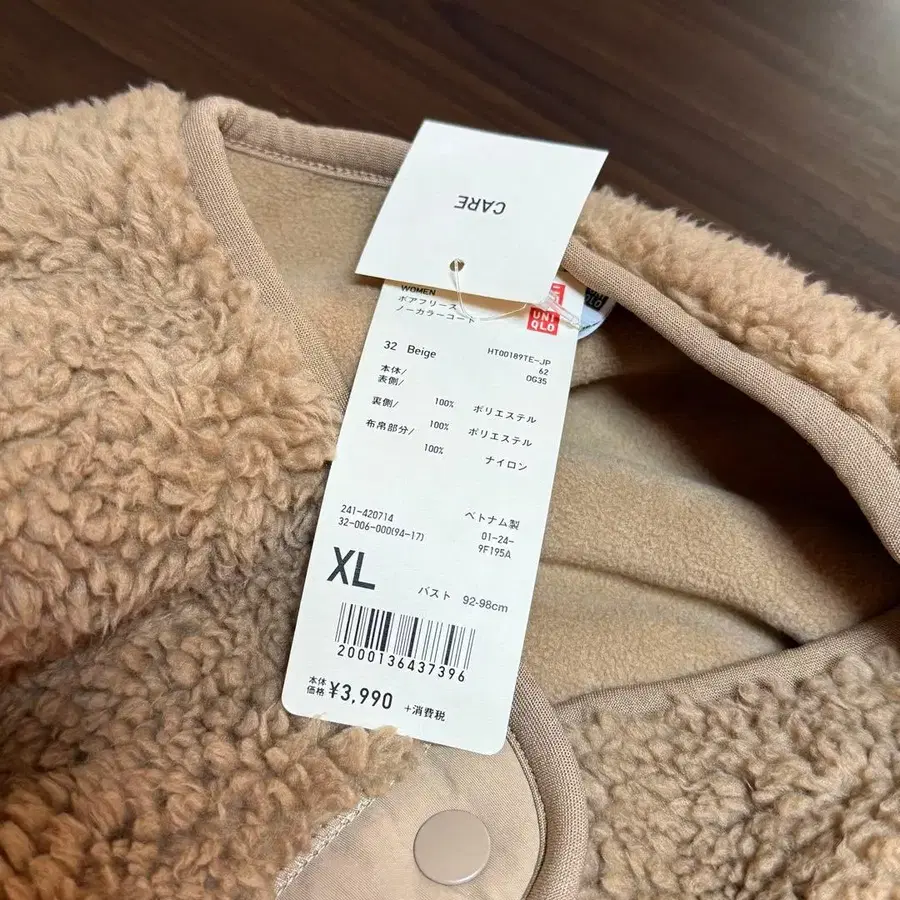 CARE
WOMEN
ボアフリース
ノーカラーコート
UNI
QLO
32 Beige
HT00189TE-JP
62
OG35
本体/
表側/
100% ポリエステル
裏側/
100% ポリエステル
布帛部分/
100% ナイロン
241-420714
32-006-000(94-17)
ベトナム製
01-24-
9F195A
XL
バスト 92-98cm
2000136437396
本体
価格 ¥3,990 +消費税